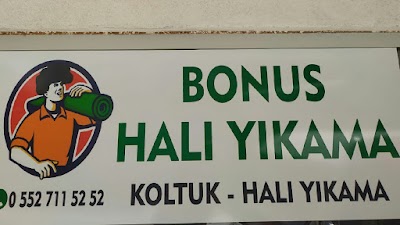 BONUS
HALI YIKAMA
KOLTUK - HALI YIKAMA
0 552 711 52 52